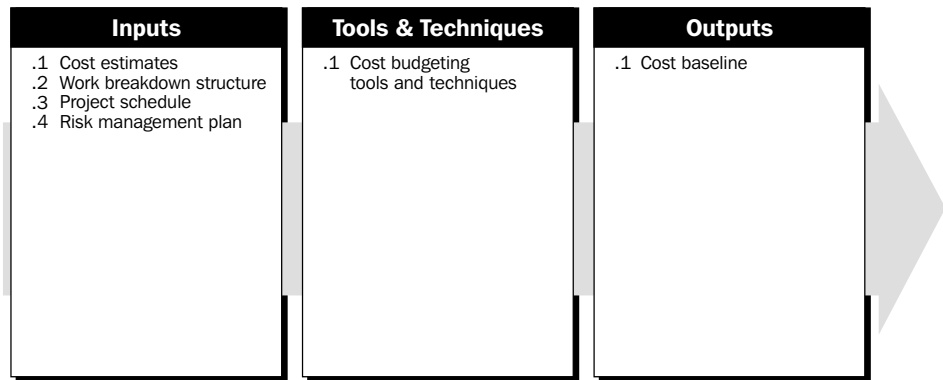 Inputs
.1 Cost estimates
.2 Work breakdown structure
.3 Project schedule
.4 Risk management plan
Tools & Techniques
.1 Cost budgeting
tools and techniques
Outputs
.1 Cost baseline